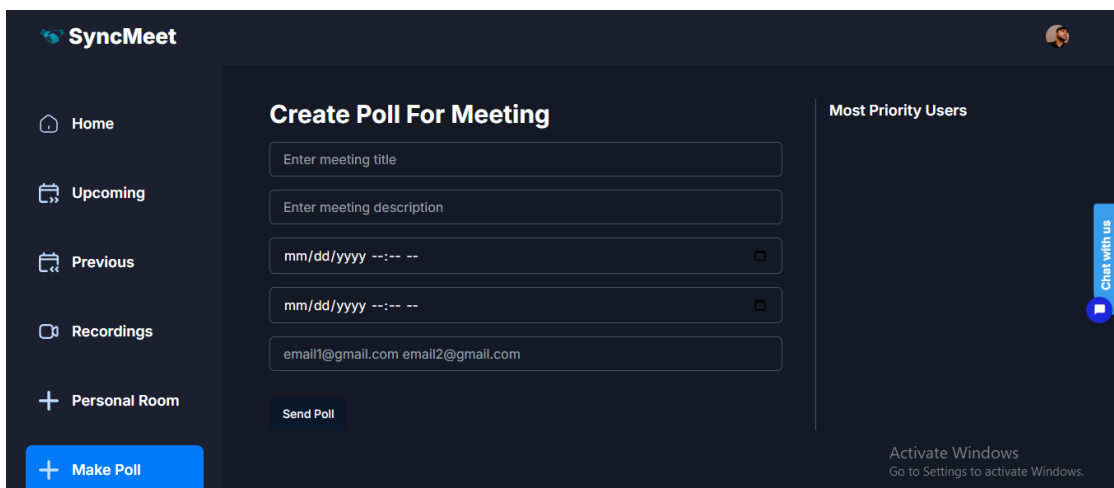 SyncMeet
Home
Upcoming
Previous
Recordings
Personal Room
Make Poll
Create Poll For Meeting
Enter meeting title
Enter meeting description
mm/dd/yyyy --:-- --
mm/dd/yyyy --:-- --
email1@gmail.com email2@gmail.com
Send Poll
Most Priority Users
Chat with us
Activate Windows
Go to Settings to activate Windows.